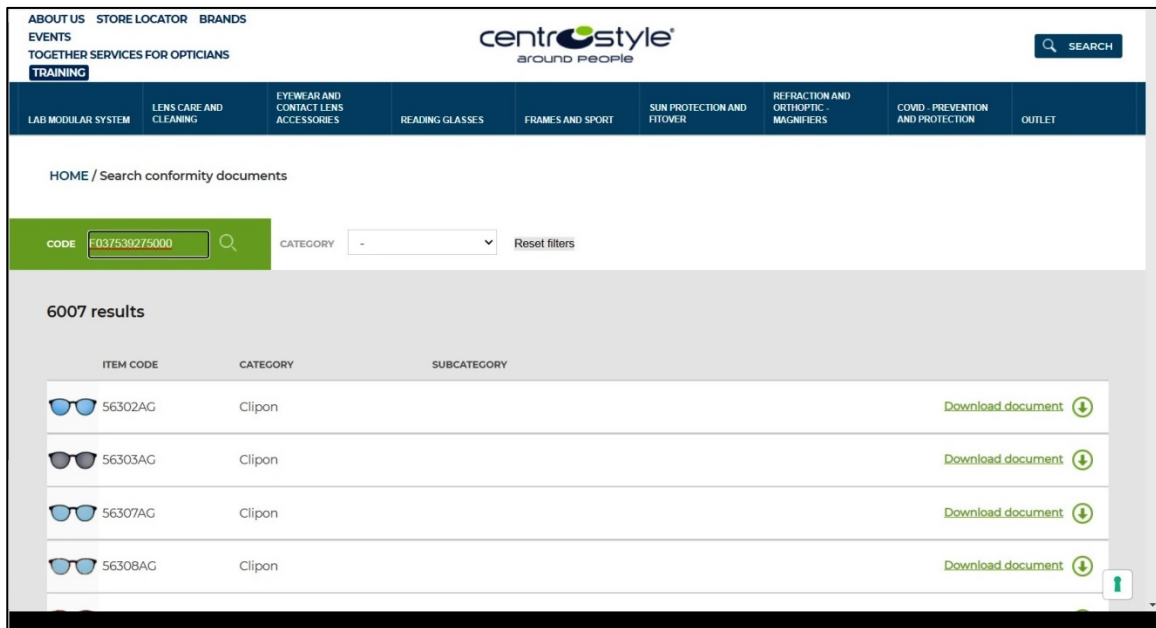 ABOUT US STORE LOCATOR BRANDS
EVENTS
TOGETHER SERVICES FOR OPTICIANS
TRAINING
centrostyle
around people
SEARCH
LAB MODULAR SYSTEM
LENS CARE AND
CLEANING
EYEWEAR AND
CONTACT LENS
ACCESSORIES
READING GLASSES
FRAMES AND SPORT
SUN PROTECTION AND
FITOVER
REFRACTION AND
ORTHOPTIC -
MAGNIFIERS
COVID - PREVENTION
AND PROTECTION
OUTLET
HOME / Search conformity documents
CODE F037539275000 CATEGORY - Reset filters
6007 results
ITEM CODE CATEGORY SUBCATEGORY
56302AG Clipon Download document
56303AG Clipon Download document
56307AG Clipon Download document
56308AG Clipon Download document